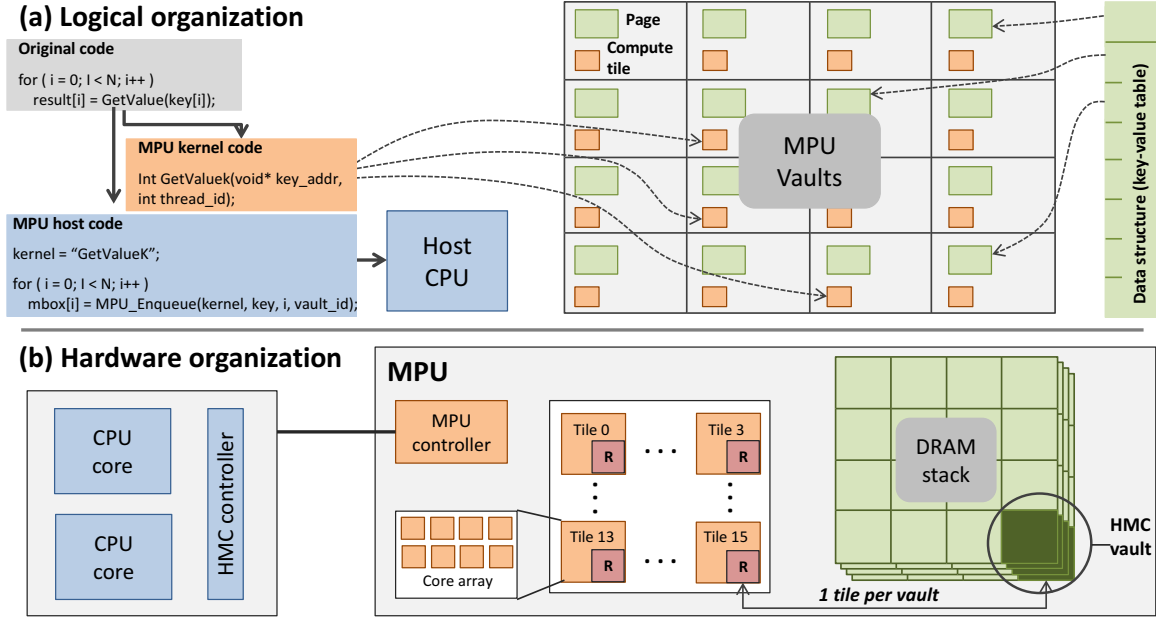 (a) Logical organization
Original code
for ( i = 0; I < N; i++ )
result[i] = GetValue(key[i]);
MPU kernel code
Int GetValuek(void* key_addr,
int thread_id);
MPU host code
kernel = “GetValueK”;
for ( i = 0; I < N; i++ )
mbox[i] = MPU_Enqueue(kernel, key, i, vault_id);
Host
CPU
Page
Compute
tile
MPU
Vaults
Data structure (key-value table)
(b) Hardware organization
CPU
core
CPU
core
HMC controller
MPU
MPU
controller
Core array
Tile 0
R
Tile 3
R
Tile 13
R
Tile 15
R
DRAM
stack
HMC
vault
1 tile per vault